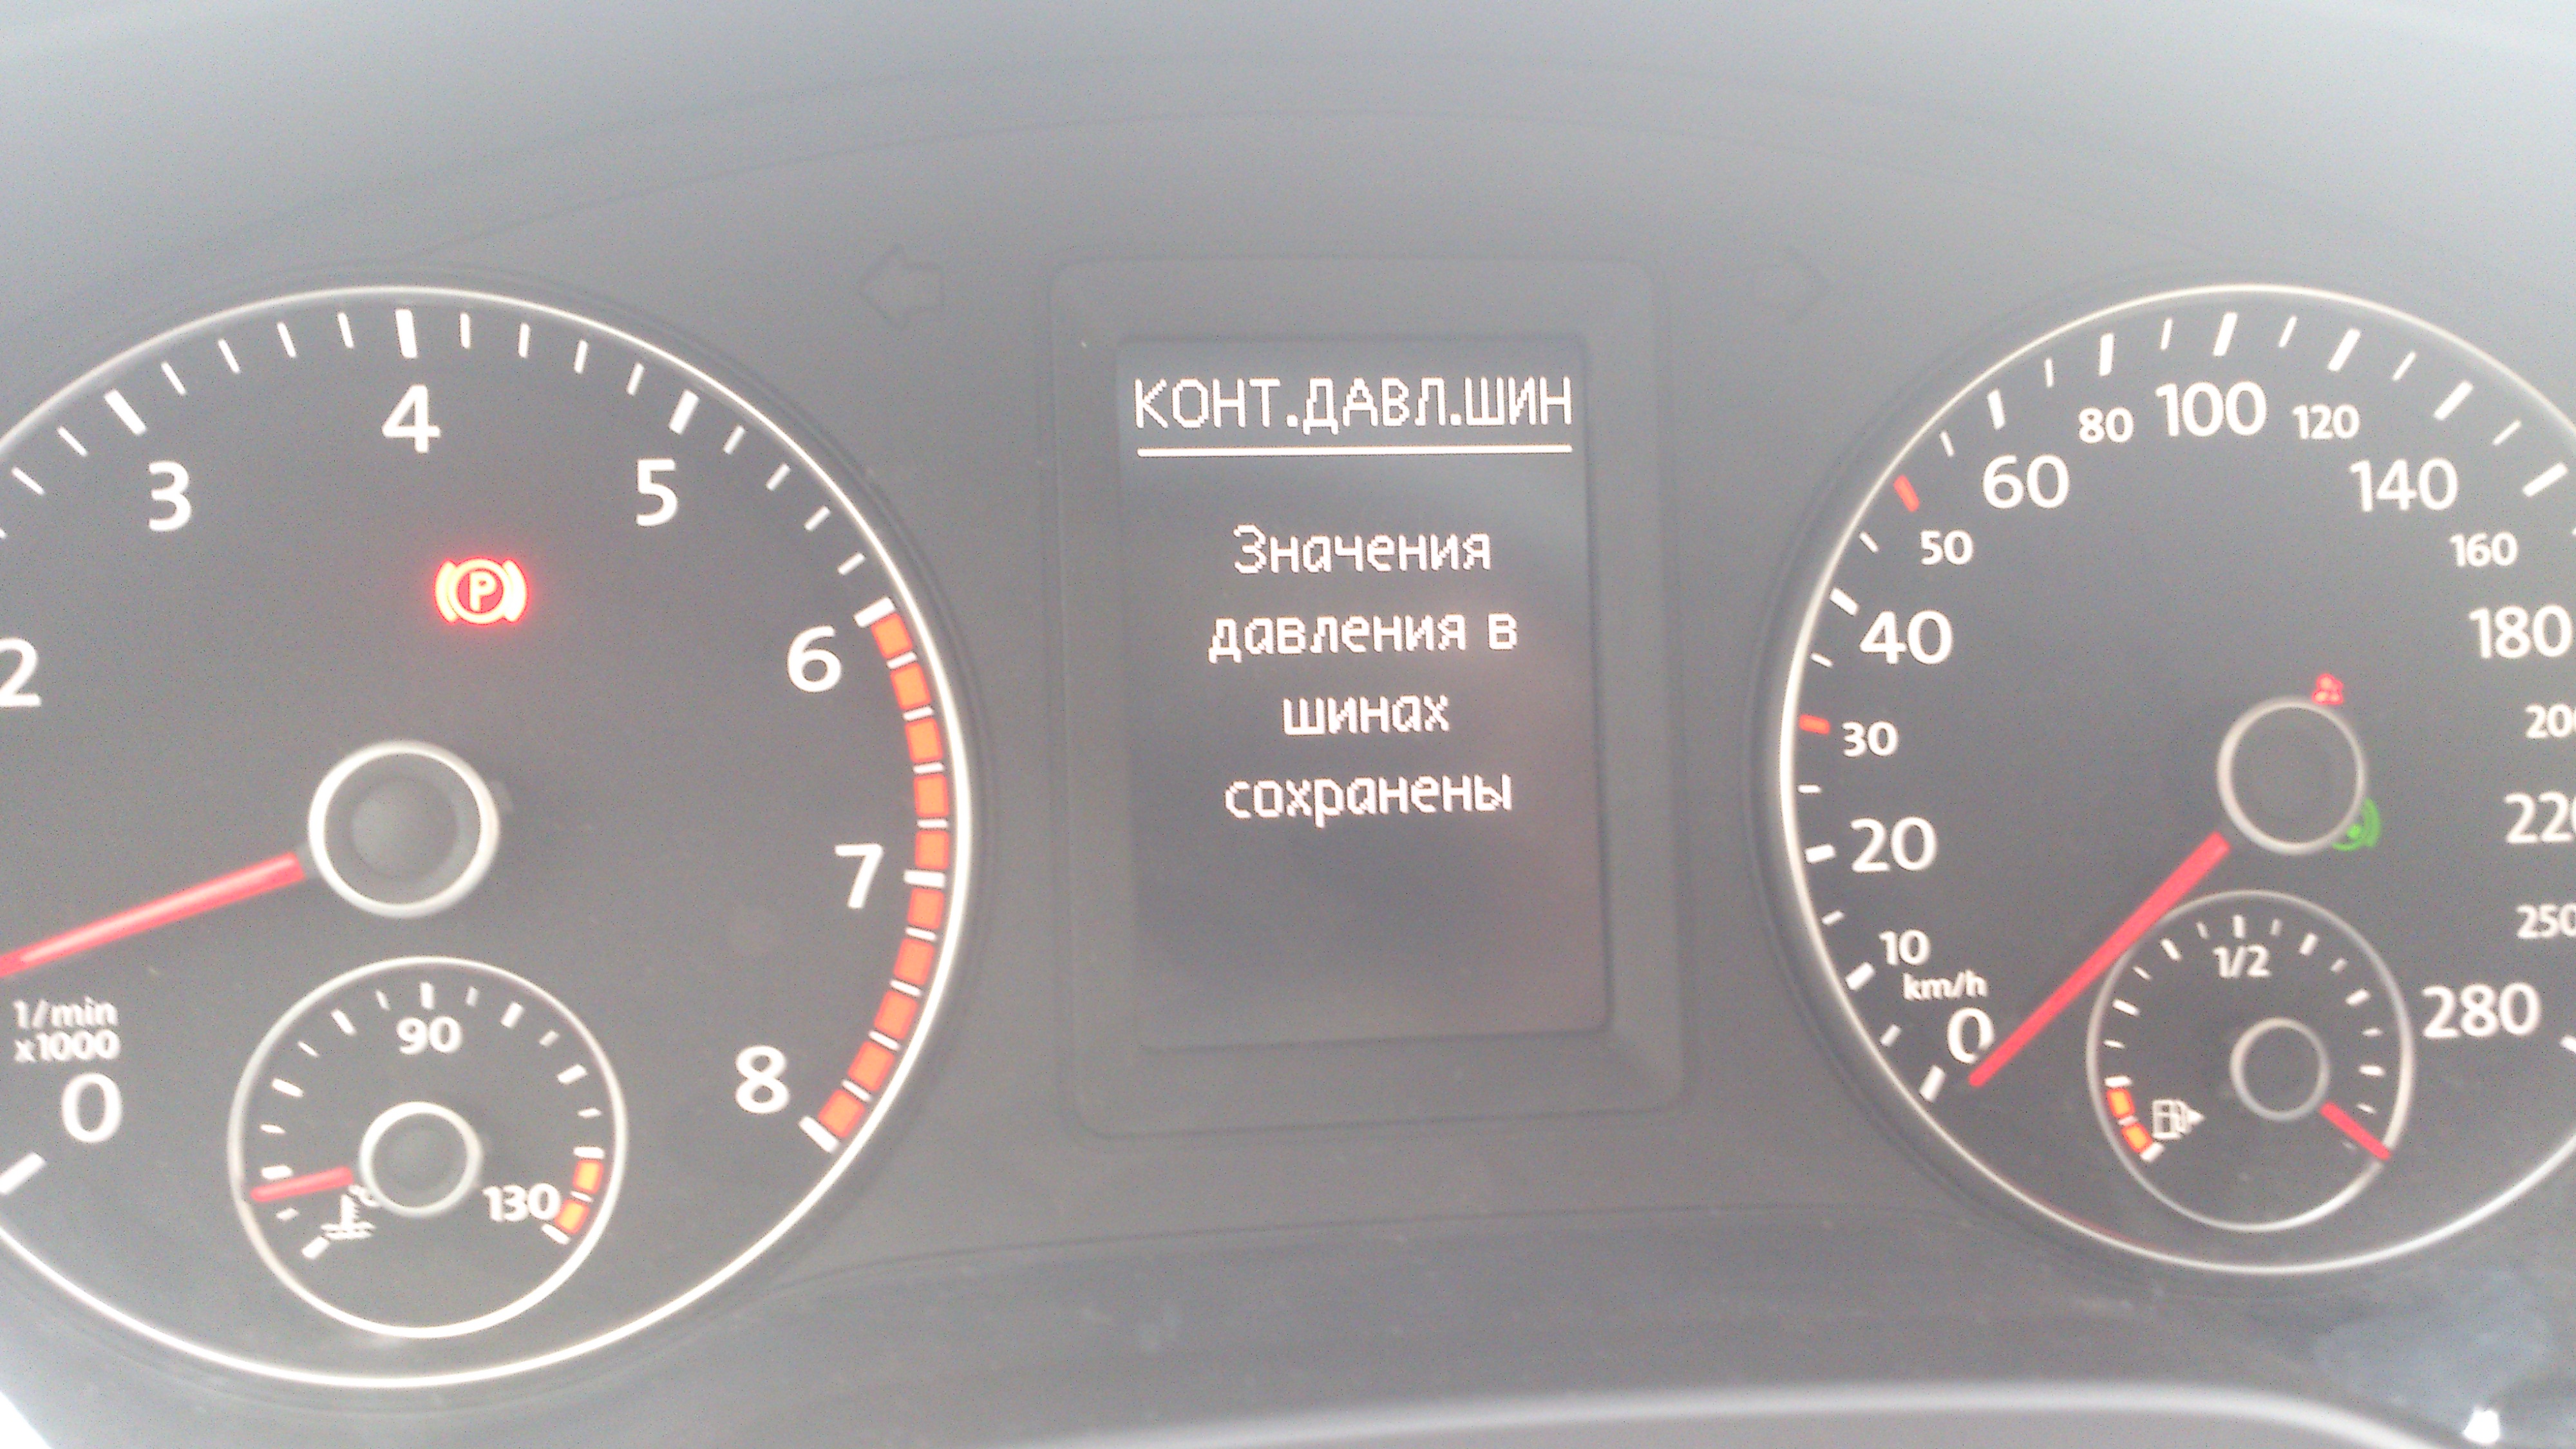 КОНТ.ДАВЛ.ШИН
Значения
давления в
шинах
сохранены
2
3
4
5
6
7
8
1/min
x1000
0
90
130
P
0
km/h
10
20
30
40
50
60
80
100
120
140
160
180
280
1/2